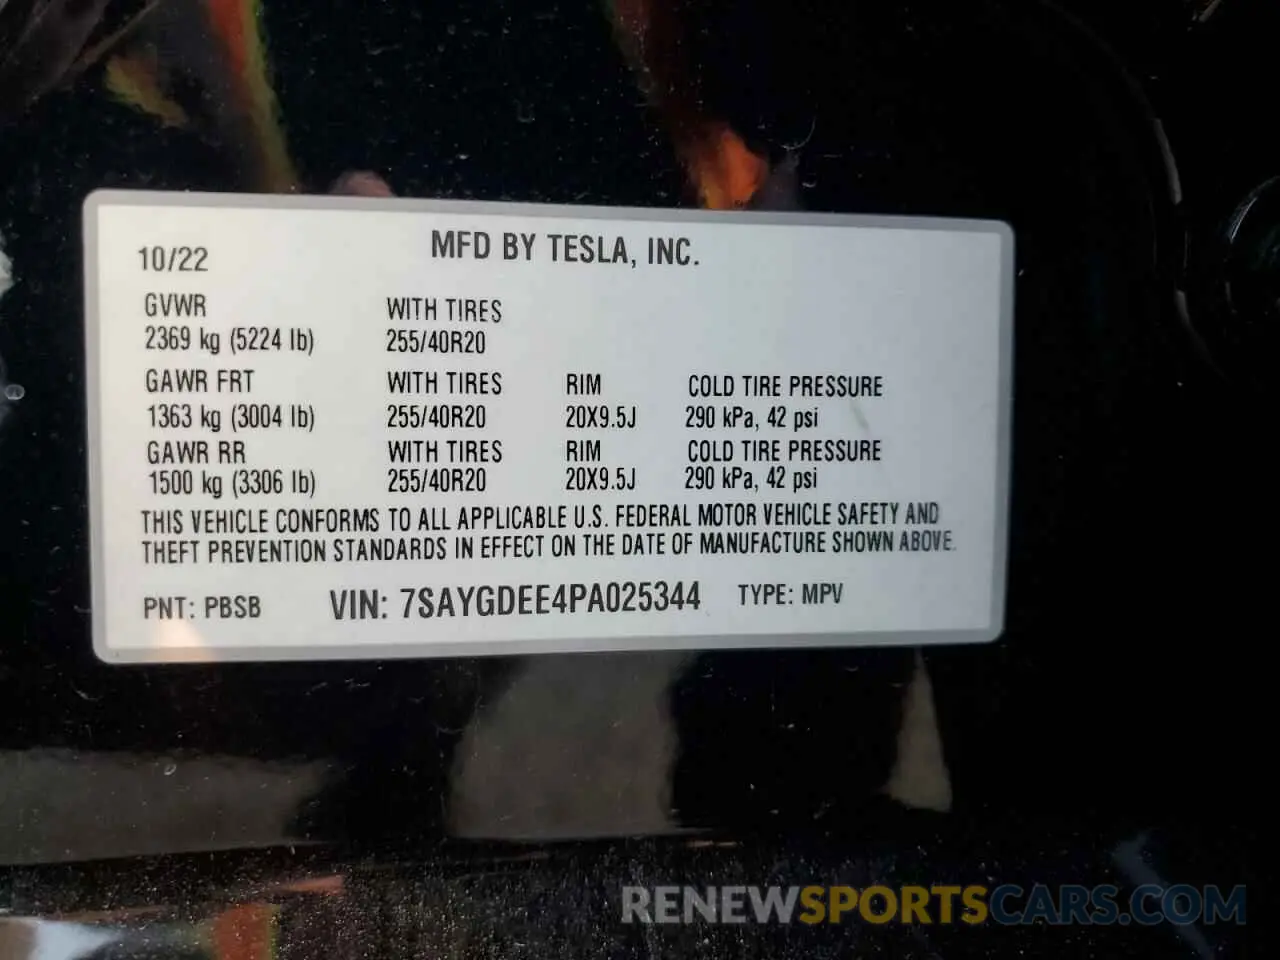 10/22 MFD BY TESLA, INC.
GVWR WITH TIRES
2369 kg (5224 lb) 255/40R20
GAWR FRT WITH TIRES RIM COLD TIRE PRESSURE
1363 kg (3004 lb) 255/40R20 20X9.5J 290 kPa, 42 psi
GAWR RR WITH TIRES RIM COLD TIRE PRESSURE
1500 kg (3306 lb) 255/40R20 20X9.5J 290 kPa, 42 psi
THIS VEHICLE CONFORMS TO ALL APPLICABLE U.S. FEDERAL MOTOR VEHICLE SAFETY AND
THEFT PREVENTION STANDARDS IN EFFECT ON THE DATE OF MANUFACTURE SHOWN ABOVE.
PNT: PBSB VIN: 7SAYGDEE4PA025344 TYPE: MPV
RENEWSPORTSCARS.COM